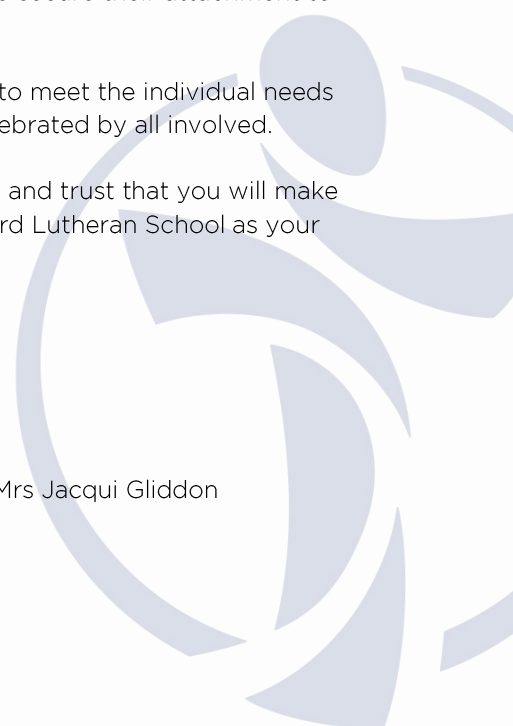 to meet the individual needs
ebrated by all involved.
and trust that you will make
rd Lutheran School as your
Mrs Jacqui Gliddon